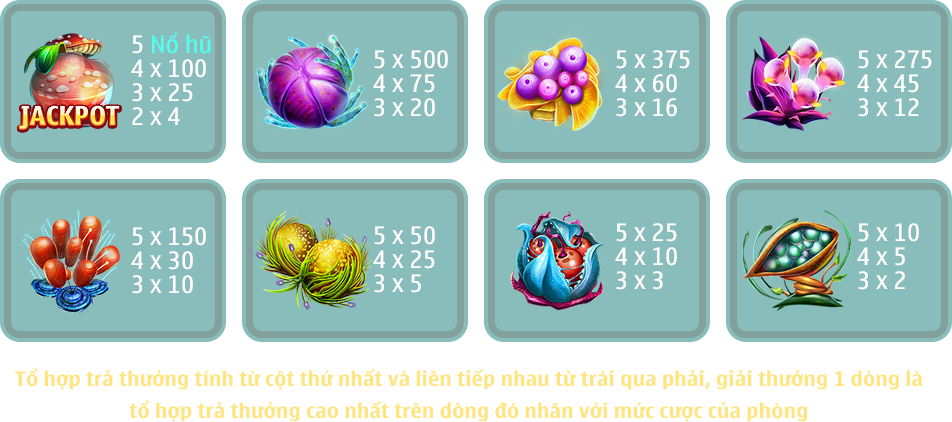 JACKPOT
5 Nổ hũ
4 x 100
3 x 25
2 x 4
5 x 500
4 x 75
3 x 20
5 x 375
4 x 60
3 x 16
5 x 275
4 x 45
3 x 12
5 x 150
4 x 30
3 x 10
5 x 50
4 x 25
3 x 5
5 x 25
4 x 10
3 x 3
5 x 10
4 x 5
3 x 2
Tổ hợp trả thưởng tính từ cột thứ nhất và liên tiếp nhau từ trái qua phải, giải thưởng 1 dòng là
tổ hợp trả thưởng cao nhất trên dòng đó nhân với mức cược của phòng